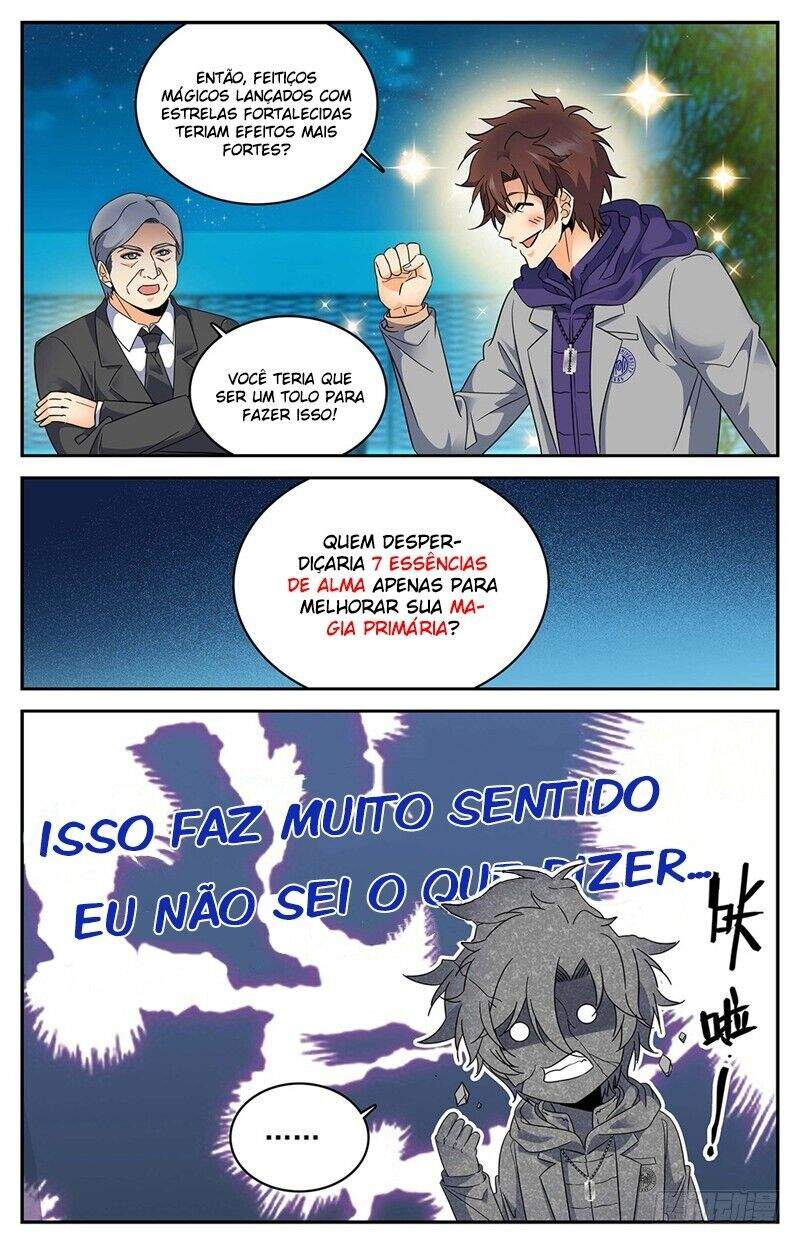 ENTÃO, FEITIÇOS
MÁGICOS LANÇADOS COM
ESTRELAS FORTALECIDAS
TERIAM EFEITOS MAIS
FORTES?
VOCÊ TERIA QUE
SER UM TOLO PARA
FAZER ISSO!
QUEM DESPER-
DIÇARIA 7 ESSÊNCIAS
DE ALMA APENAS PARA
MELHORAR SUA MA-
GIA PRIMÁRIA?
ISSO FAZ MUITO SENTIDO
EU NÃO SEI O QUE DIZER...
咔
啦
!
......